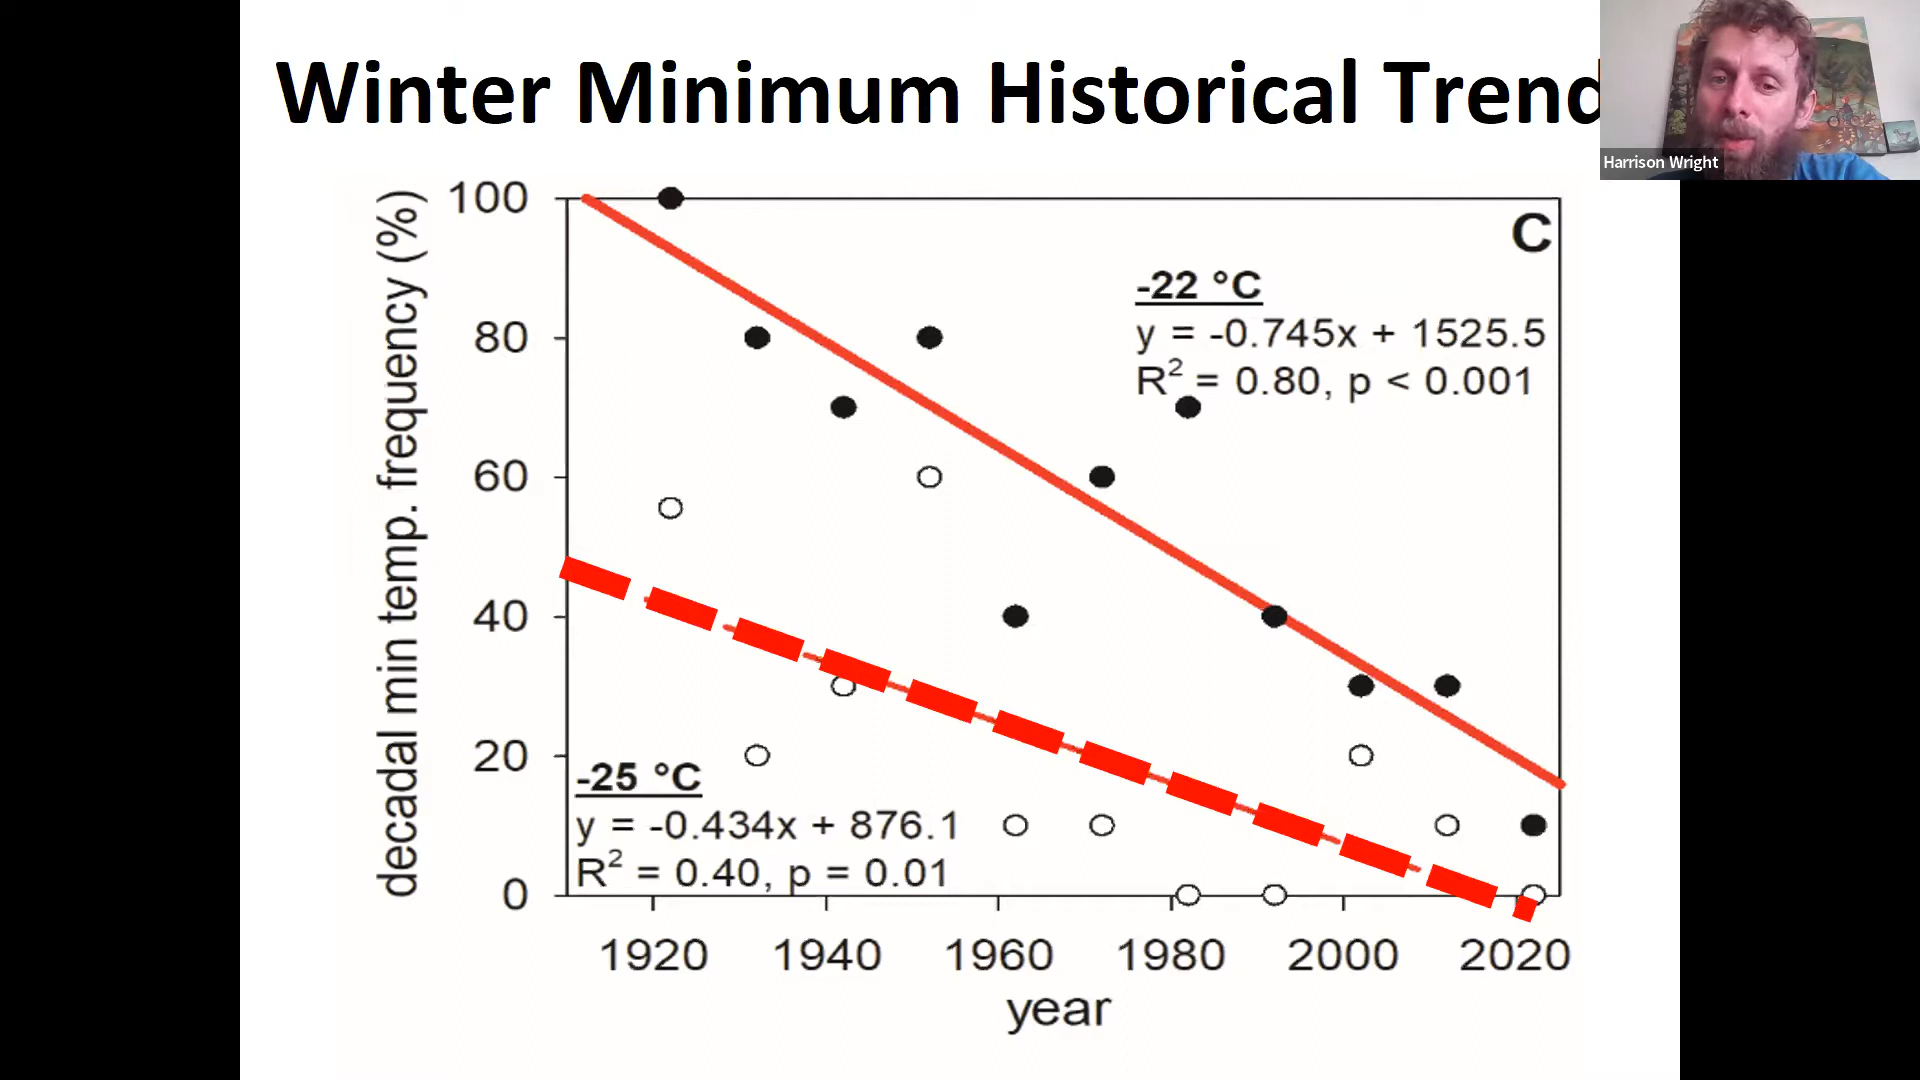 Winter Minimum Historical Trend
Harrison Wright
decadal min temp. frequency (%)
100
80
60
40
20
0
C
-22 °C
y = -0.745x + 1525.5
R² = 0.80, p < 0.001
-25 °C
y = -0.434x + 876.1
R² = 0.40, p = 0.01
1920 1940 1960 1980 2000 2020
year